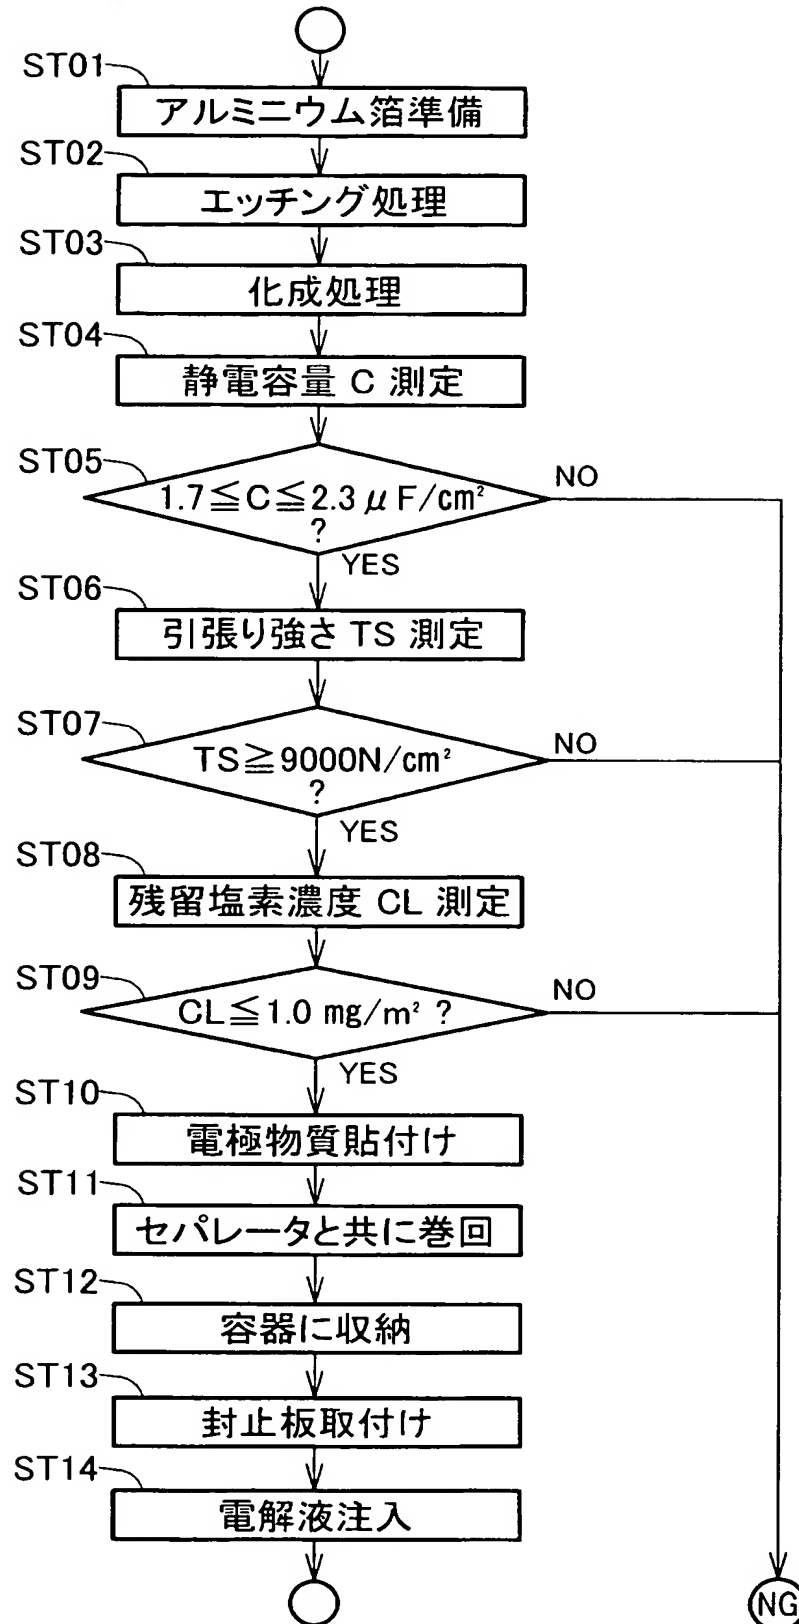 ST01
アルミニウム箔準備
ST02
エッチング処理
ST03
化成処理
ST04
静電容量 C 測定
ST05
1.7≦C≦2.3 μF/cm²
?
NO
YES
ST06
引張り強さ TS 測定
ST07
TS≧9000N/cm²
?
NO
YES
ST08
残留塩素濃度 CL 測定
ST09
CL≦1.0 mg/m² ?
NO
YES
ST10
電極物質貼付け
ST11
セパレータと共に巻回
ST12
容器に収納
ST13
封止板取付け
ST14
電解液注入
NG